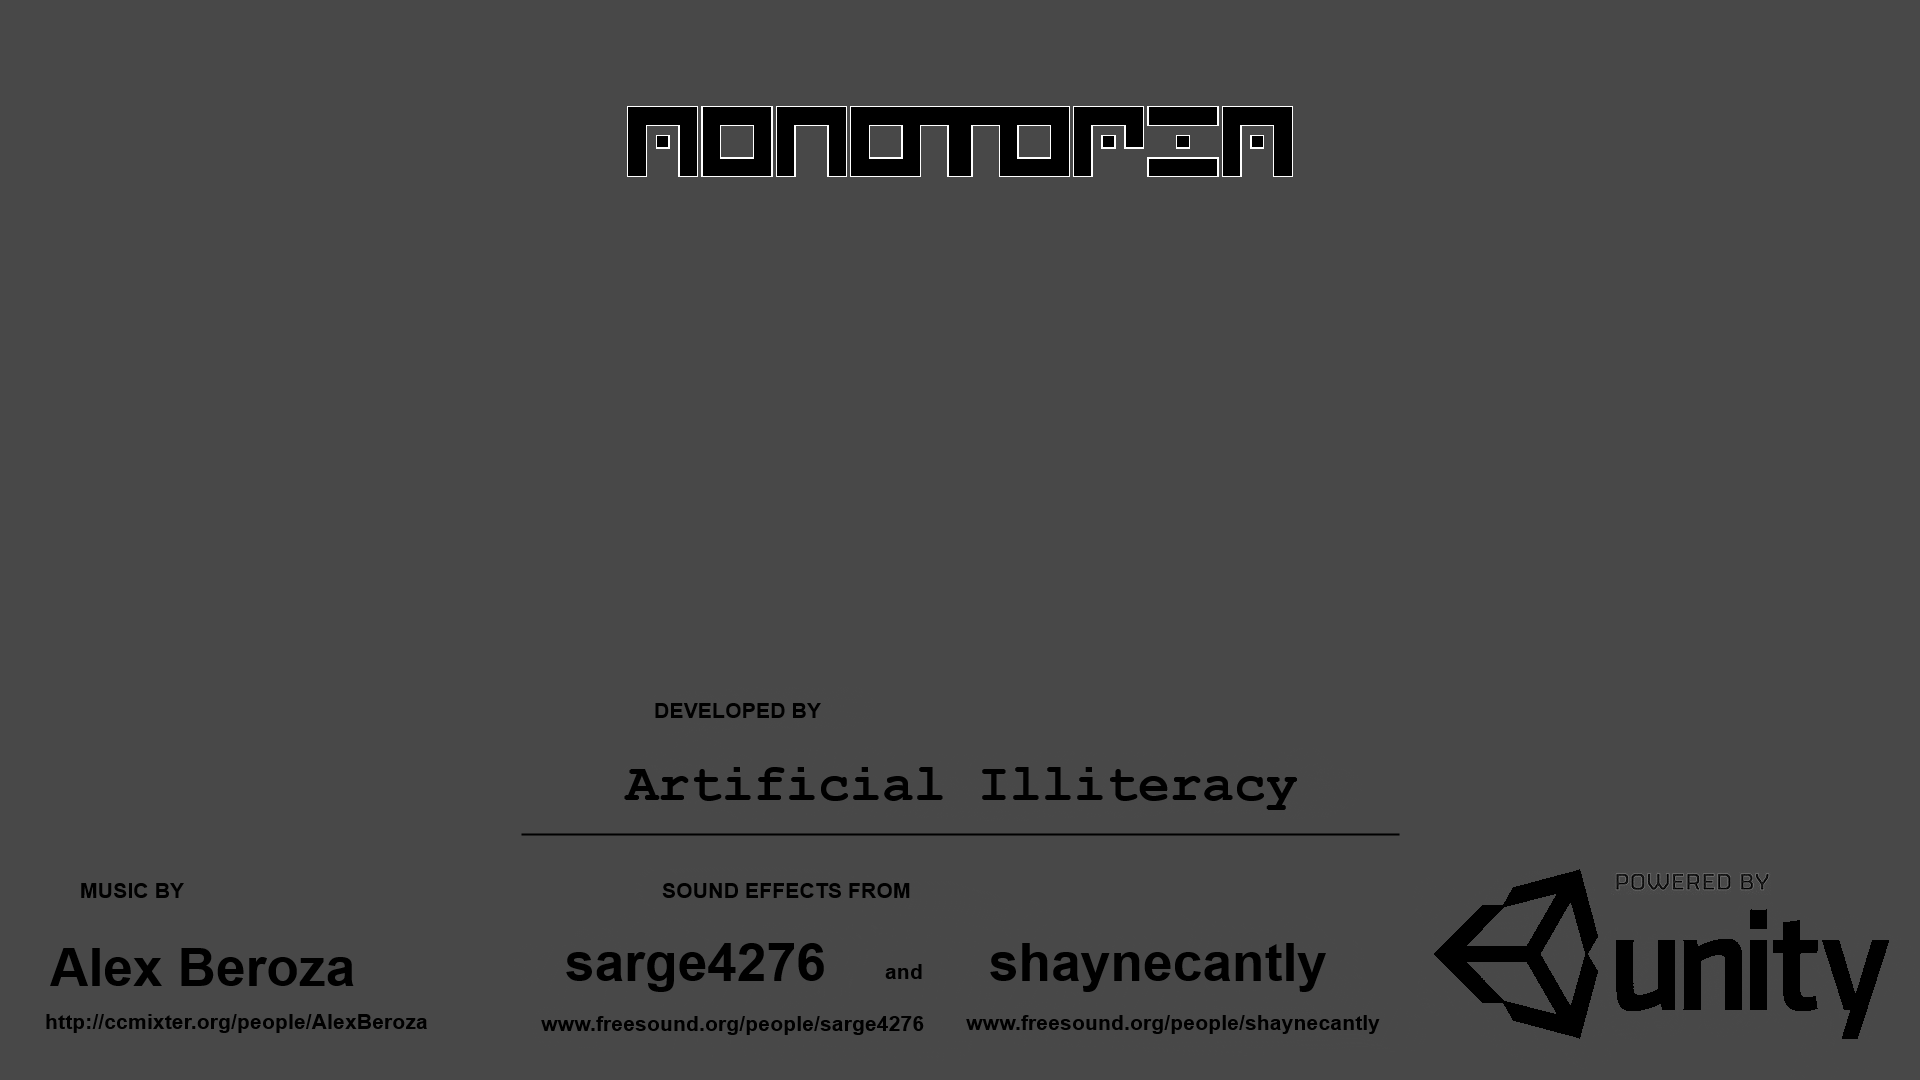 MONOTOPIA
DEVELOPED BY
Artificial Illiteracy
MUSIC BY
Alex Beroza
http://ccmixter.org/people/AlexBeroza
SOUND EFFECTS FROM
sarge4276 and shaynecantly
www.freesound.org/people/sarge4276 www.freesound.org/people/shaynecantly
POWERED BY
unity